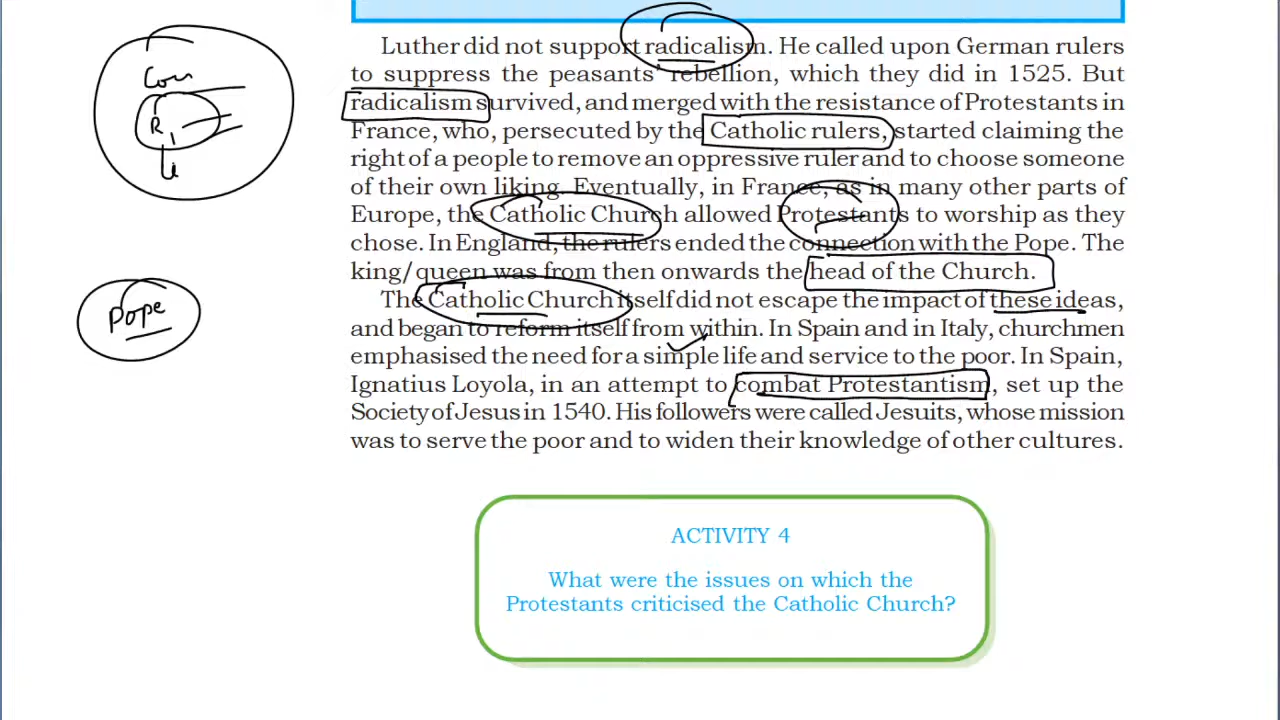 Luther did not support radicalism. He called upon German rulers
to suppress the peasants' rebellion, which they did in 1525. But
radicalism survived, and merged with the resistance of Protestants in
France, who, persecuted by the Catholic rulers, started claiming the
right of a people to remove an oppressive ruler and to choose someone
of their own liking. Eventually, in France, as in many other parts of
Europe, the Catholic Church allowed Protestants to worship as they
chose. In England, the rulers ended the connection with the Pope. The
king/queen was from then onwards the head of the Church.
The Catholic Church itself did not escape the impact of these ideas,
and began to reform itself from within. In Spain and in Italy, churchmen
emphasised the need for a simple life and service to the poor. In Spain,
Ignatius Loyola, in an attempt to combat Protestantism, set up the
Society of Jesus in 1540. His followers were called Jesuits, whose mission
was to serve the poor and to widen their knowledge of other cultures.
R
Pope
ACTIVITY 4
What were the issues on which the
Protestants criticised the Catholic Church?